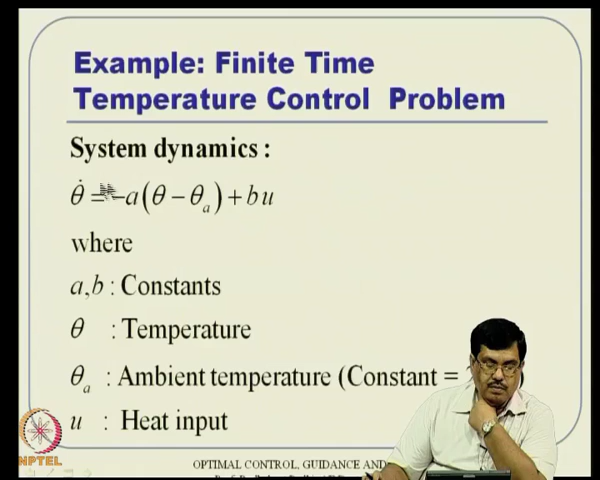 Example: Finite Time
Temperature Control Problem
System dynamics :
θ̇ = -a(θ - θₐ) + bu
where
a,b : Constants
θ : Temperature
θₐ : Ambient temperature (Constant =
u : Heat input
NPTEL
OPTIMAL CONTROL, GUIDANCE AND